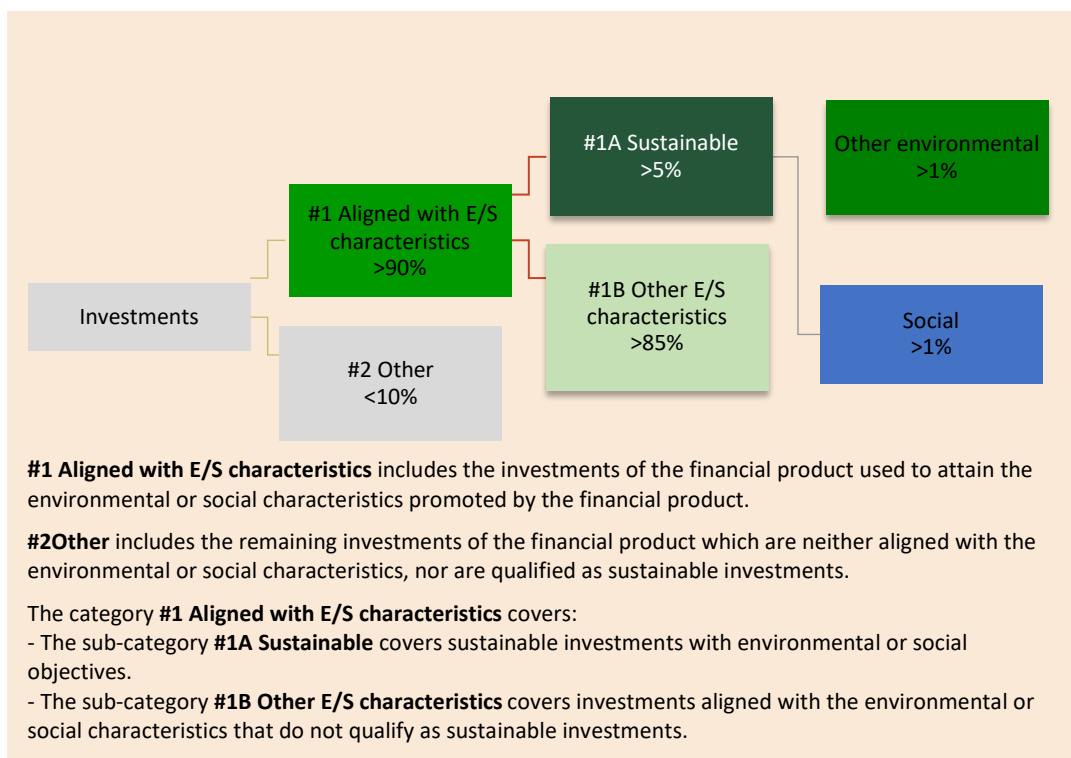 #1A Sustainable
>5%
Other environmental
>1%
#1 Aligned with E/S
characteristics
>90%
#1B Other E/S
characteristics
>85%
Investments
Social
>1%
#2 Other
<10%
#1 Aligned with E/S characteristics includes the investments of the financial product used to attain the
environmental or social characteristics promoted by the financial product.
#2Other includes the remaining investments of the financial product which are neither aligned with the
environmental or social characteristics, nor are qualified as sustainable investments.
The category #1 Aligned with E/S characteristics covers:
- The sub-category #1A Sustainable covers sustainable investments with environmental or social
objectives.
- The sub-category #1B Other E/S characteristics covers investments aligned with the environmental or
social characteristics that do not qualify as sustainable investments.